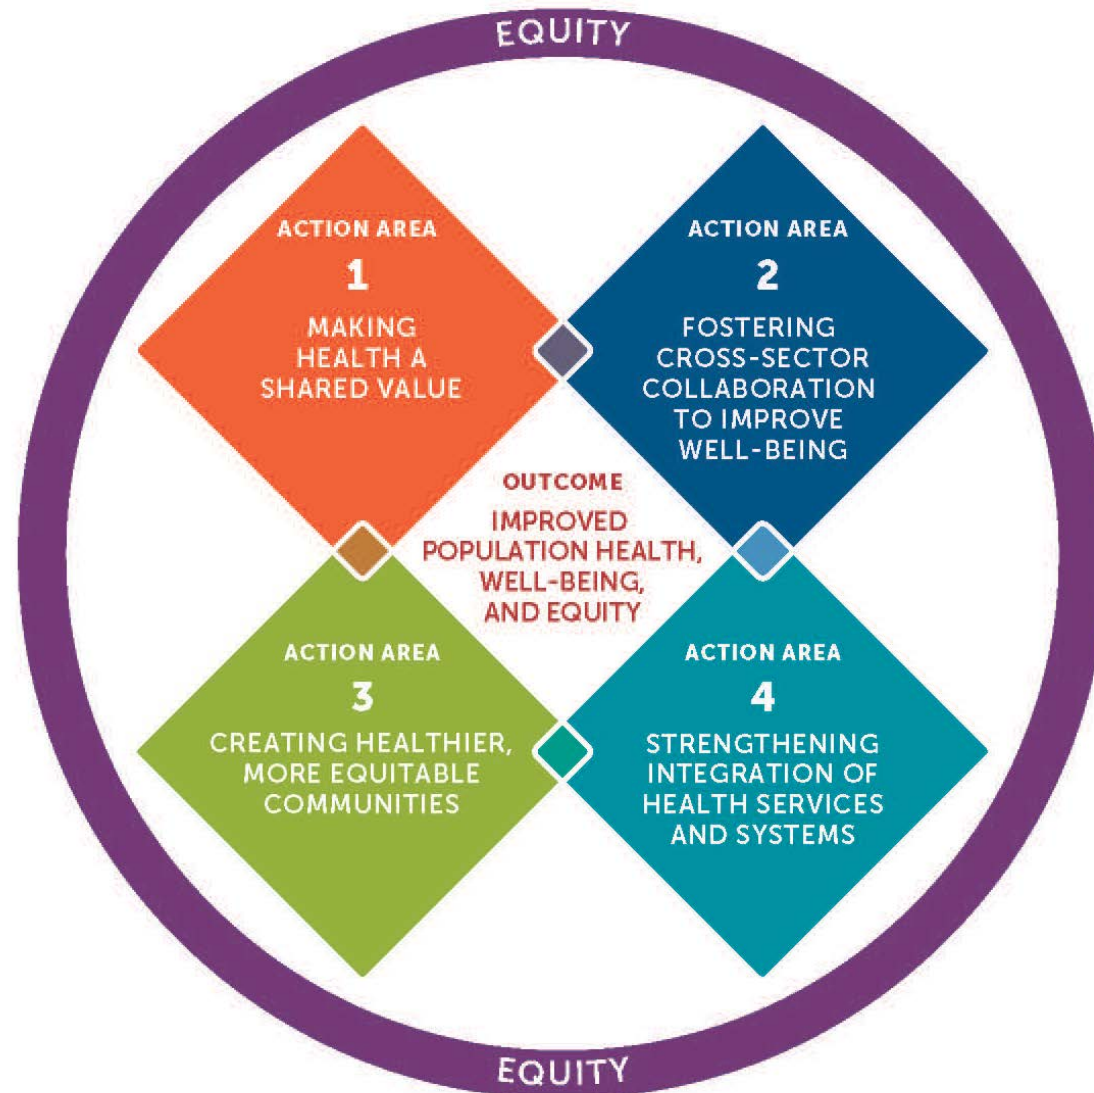 EQUITY
ACTION AREA
1
MAKING
HEALTH A
SHARED VALUE
ACTION AREA
2
FOSTERING
CROSS-SECTOR
COLLABORATION
TO IMPROVE
WELL-BEING
OUTCOME
IMPROVED
POPULATION HEALTH,
WELL-BEING,
AND EQUITY
ACTION AREA
3
CREATING HEALTHIER,
MORE EQUITABLE
COMMUNITIES
ACTION AREA
4
STRENGTHENING
INTEGRATION OF
HEALTH SERVICES
AND SYSTEMS
EQUITY